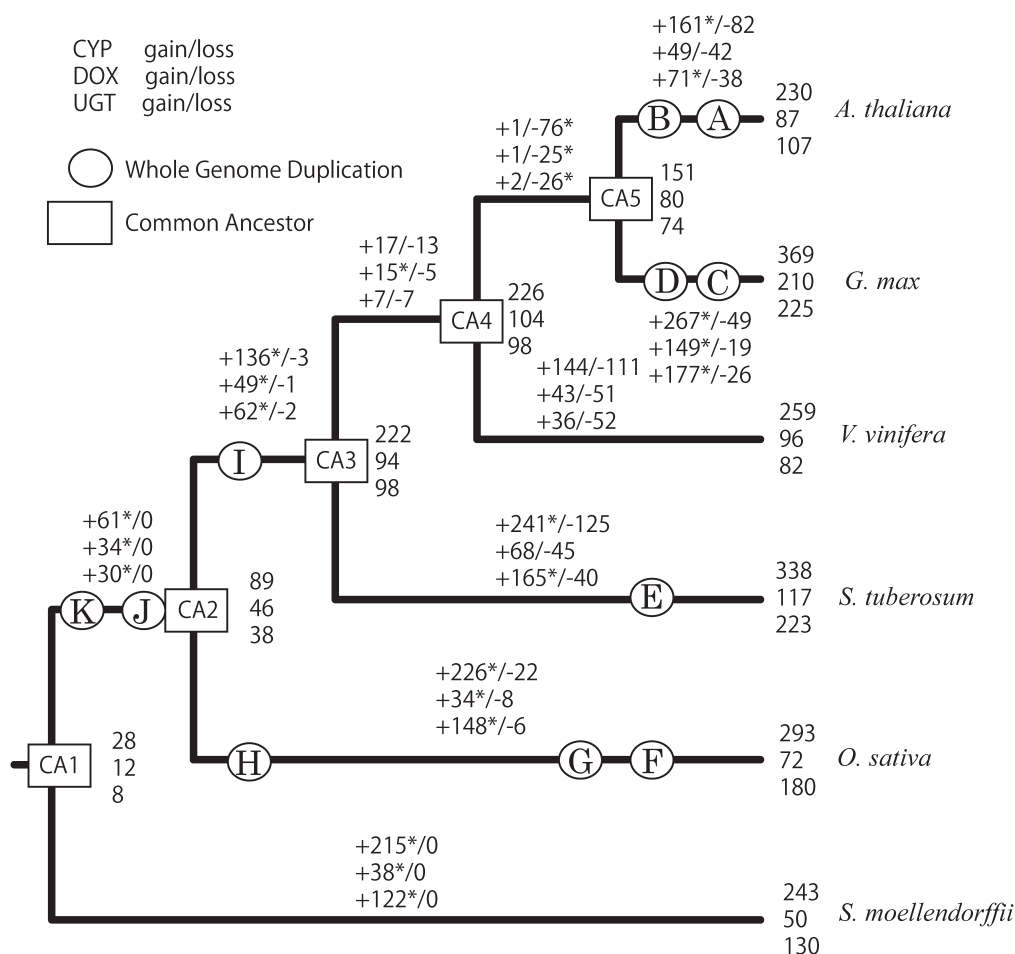 CYP gain/loss
DOX gain/loss
UGT gain/loss
Whole Genome Duplication
Common Ancestor
+161*/-82
+49/-42
+71*/-38
B
A
230
87
107
A. thaliana
+1/-76*
+1/-25*
+2/-26*
CA5
151
80
74
D
C
369
210
225
G. max
+267*/-49
+149*/-19
+177*/-26
+17/-13
+15*/-5
+7/-7
CA4
226
104
98
+144/-111
+43/-51
+36/-52
259
96
82
V. vinifera
+136*/-3
+49*/-1
+62*/-2
I
CA3
222
94
98
+241*/-125
+68/-45
+165*/-40
E
338
117
223
S. tuberosum
+61*/0
+34*/0
+30*/0
K
J
CA2
89
46
38
+226*/-22
+34*/-8
+148*/-6
H
G
F
293
72
180
O. sativa
CA1
28
12
8
+215*/0
+38*/0
+122*/0
243
50
130
S. moellendorffii